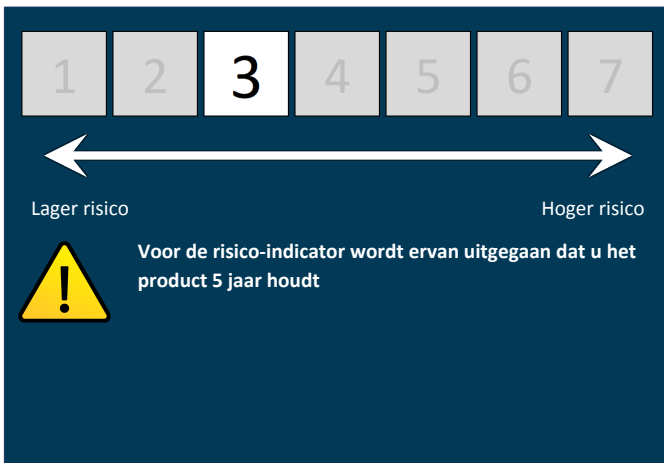 1 2 3 4 5 6 7
Lager risico Hoger risico
Voor de risico-indicator wordt ervan uitgegaan dat u het
product 5 jaar houdt